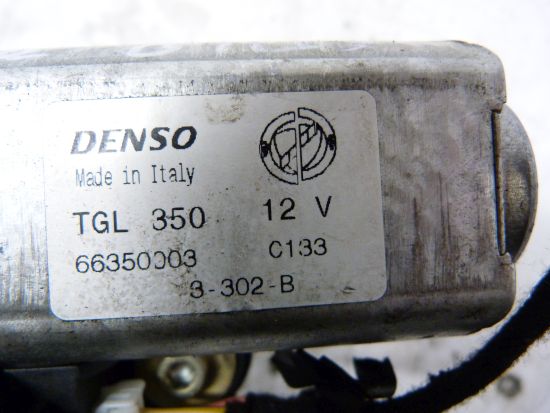 DENSO
Made in Italy
TGL 350 12 V
66350003 C133
3-302-B